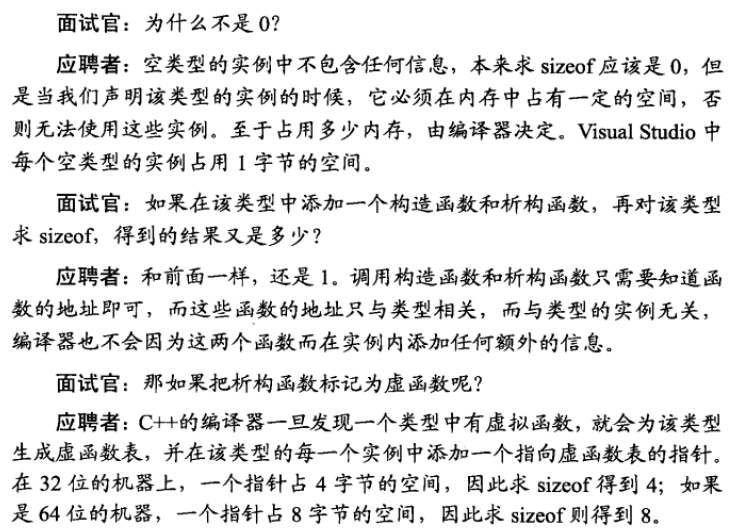 面试官：为什么不是 0？
应聘者：空类型的实例中不包含任何信息，本来求 sizeof 应该是 0，但
是当我们声明该类型的实例的时候，它必须在内存中占有一定的空间，否
则无法使用这些实例。至于占用多少内存，由编译器决定。Visual Studio 中
每个空类型的实例占用 1 字节的空间。
面试官：如果在该类型中添加一个构造函数和析构函数，再对该类型
求 sizeof，得到的结果又是多少？
应聘者：和前面一样，还是 1。调用构造函数和析构函数只需要知道函
数的地址即可，而这些函数的地址只与类型相关，而与类型的实例无关，
编译器也不会因为这两个函数而在实例内添加任何额外的信息。
面试官：那如果把析构函数标记为虚函数呢？
应聘者：C++的编译器一旦发现一个类型中有虚拟函数，就会为该类型
生成虚函数表，并在该类型的每一个实例中添加一个指向虚函数表的指针。
在 32 位的机器上，一个指针占 4 字节的空间，因此求 sizeof 得到 4；如果
是 64 位的机器，一个指针占 8 字节的空间，因此求 sizeof 则得到 8。